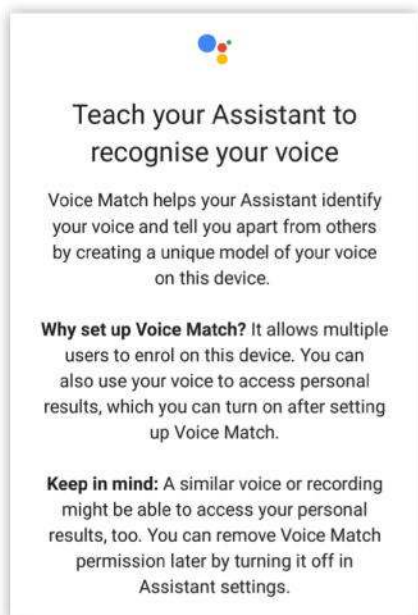 Teach your Assistant to
recognise your voice
Voice Match helps your Assistant identify
your voice and tell you apart from others
by creating a unique model of your voice
on this device.
Why set up Voice Match? It allows multiple
users to enrol on this device. You can
also use your voice to access personal
results, which you can turn on after setting
up Voice Match.
Keep in mind: A similar voice or recording
might be able to access your personal
results, too. You can remove Voice Match
permission later by turning it off in
Assistant settings.